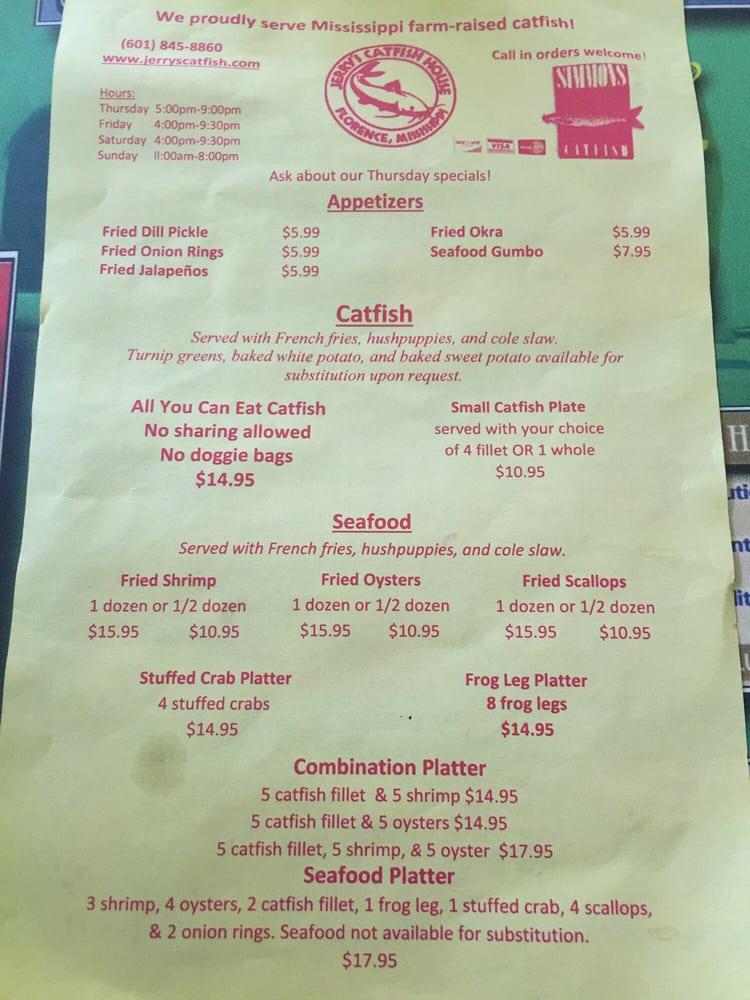 We proudly serve Mississippi farm-raised catfish!
(601) 845-8860
www.jerryscatfish.com
Call in orders welcome!
JERRY'S CATFISH HOUSE
FLORENCE, MISSISSIPPI
SIMMONS
CATFISH
DISCOVER VISA
Hours:
Thursday 5:00pm-9:00pm
Friday 4:00pm-9:30pm
Saturday 4:00pm-9:30pm
Sunday 11:00am-8:00pm
Ask about our Thursday specials!
Appetizers
Fried Dill Pickle $5.99 Fried Okra $5.99
Fried Onion Rings $5.99 Seafood Gumbo $7.95
Fried Jalapeños $5.99
Catfish
Served with French fries, hushpuppies, and cole slaw.
Turnip greens, baked white potato, and baked sweet potato available for
substitution upon request.
All You Can Eat Catfish
No sharing allowed
No doggie bags
$14.95
Small Catfish Plate
served with your choice
of 4 fillet OR 1 whole
$10.95
Seafood
Served with French fries, hushpuppies, and cole slaw.
Fried Shrimp Fried Oysters Fried Scallops
1 dozen or 1/2 dozen 1 dozen or 1/2 dozen 1 dozen or 1/2 dozen
$15.95 $10.95 $15.95 $10.95 $15.95 $10.95
Stuffed Crab Platter
4 stuffed crabs
$14.95
Frog Leg Platter
8 frog legs
$14.95
Combination Platter
5 catfish fillet & 5 shrimp $14.95
5 catfish fillet & 5 oysters $14.95
5 catfish fillet, 5 shrimp, & 5 oyster $17.95
Seafood Platter
3 shrimp, 4 oysters, 2 catfish fillet, 1 frog leg, 1 stuffed crab, 4 scallops,
& 2 onion rings. Seafood not available for substitution.
$17.95